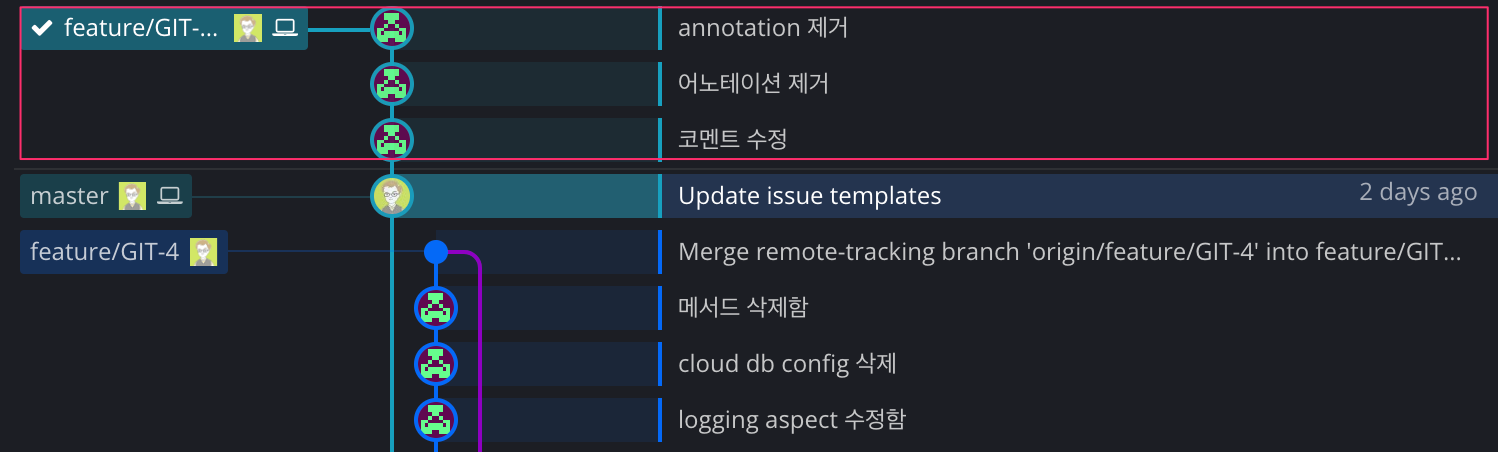 feature/GIT-... annotation 제거
어노테이션 제거
코멘트 수정
master Update issue templates 2 days ago
feature/GIT-4 Merge remote-tracking branch 'origin/feature/GIT-4' into feature/GIT...
메서드 삭제함
cloud db config 삭제
logging aspect 수정함